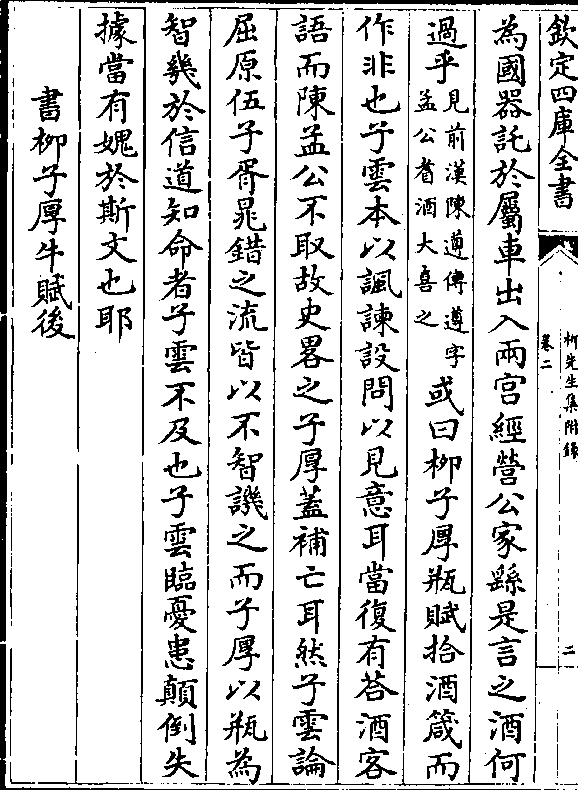 欽定四庫全書
柳先生集附錄
卷二
二
為國器託於屬車出入兩宮經營公家繇是言之酒何
過乎見前漢陳遵傳遵字孟公耆酒大喜之或曰柳子厚瓶賦拾酒箴而
作非也子雲本以諷諫設問以見意耳當復有荅酒客
語而陳孟公不取故史畧之子厚蓋補亡耳然子雲論
屈原伍子胥晁錯之流皆以不智譏之而子厚以瓶為
智幾於信道知命者子雲不及也子雲臨憂患顛倒失
據當有媿於斯文也耶
書柳子厚牛賦後